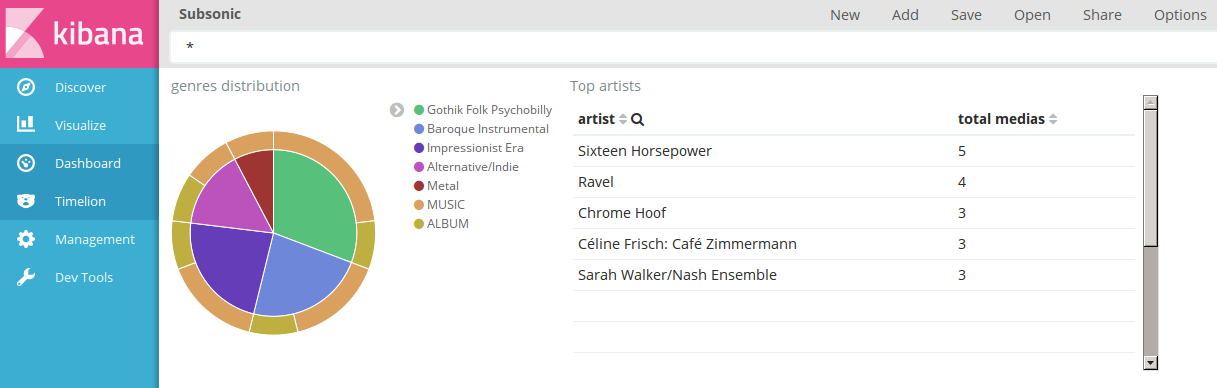 kibana
Discover
Visualize
Dashboard
Timelion
Management
Dev Tools
Subsonic
New Add Save Open Share Options
*
genres distribution
Gothik Folk Psychobilly
Baroque Instrumental
Impressionist Era
Alternative/Indie
Metal
MUSIC
ALBUM
Top artists
artist total medias
Sixteen Horsepower 5
Ravel 4
Chrome Hoof 3
Céline Frisch: Café Zimmermann 3
Sarah Walker/Nash Ensemble 3